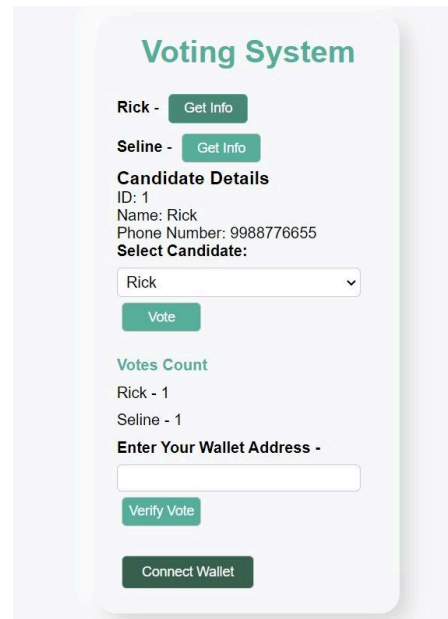 Voting System
Rick - Get Info
Seline - Get Info
Candidate Details
ID: 1
Name: Rick
Phone Number: 9988776655
Select Candidate:
Rick
Vote
Votes Count
Rick - 1
Seline - 1
Enter Your Wallet Address -
Verify Vote
Connect Wallet